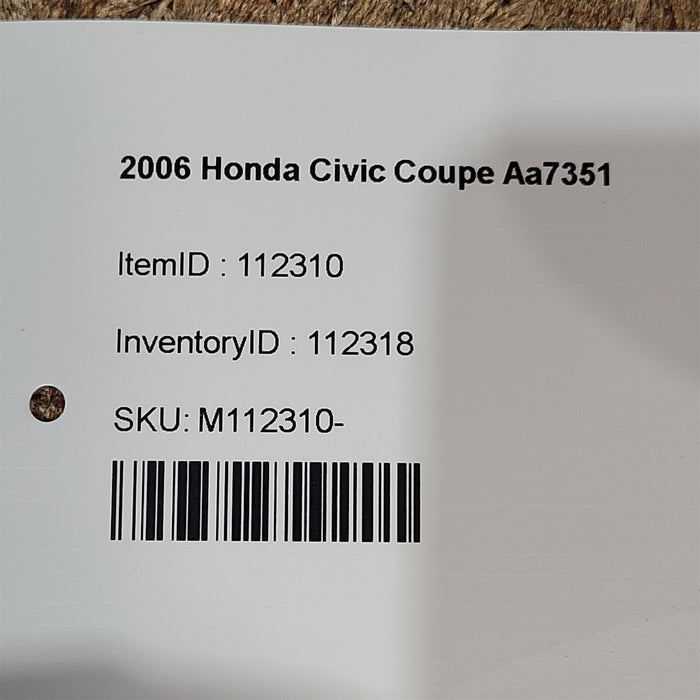 2006 Honda Civic Coupe Aa7351
ItemID : 112310
InventoryID : 112318
SKU: M112310-